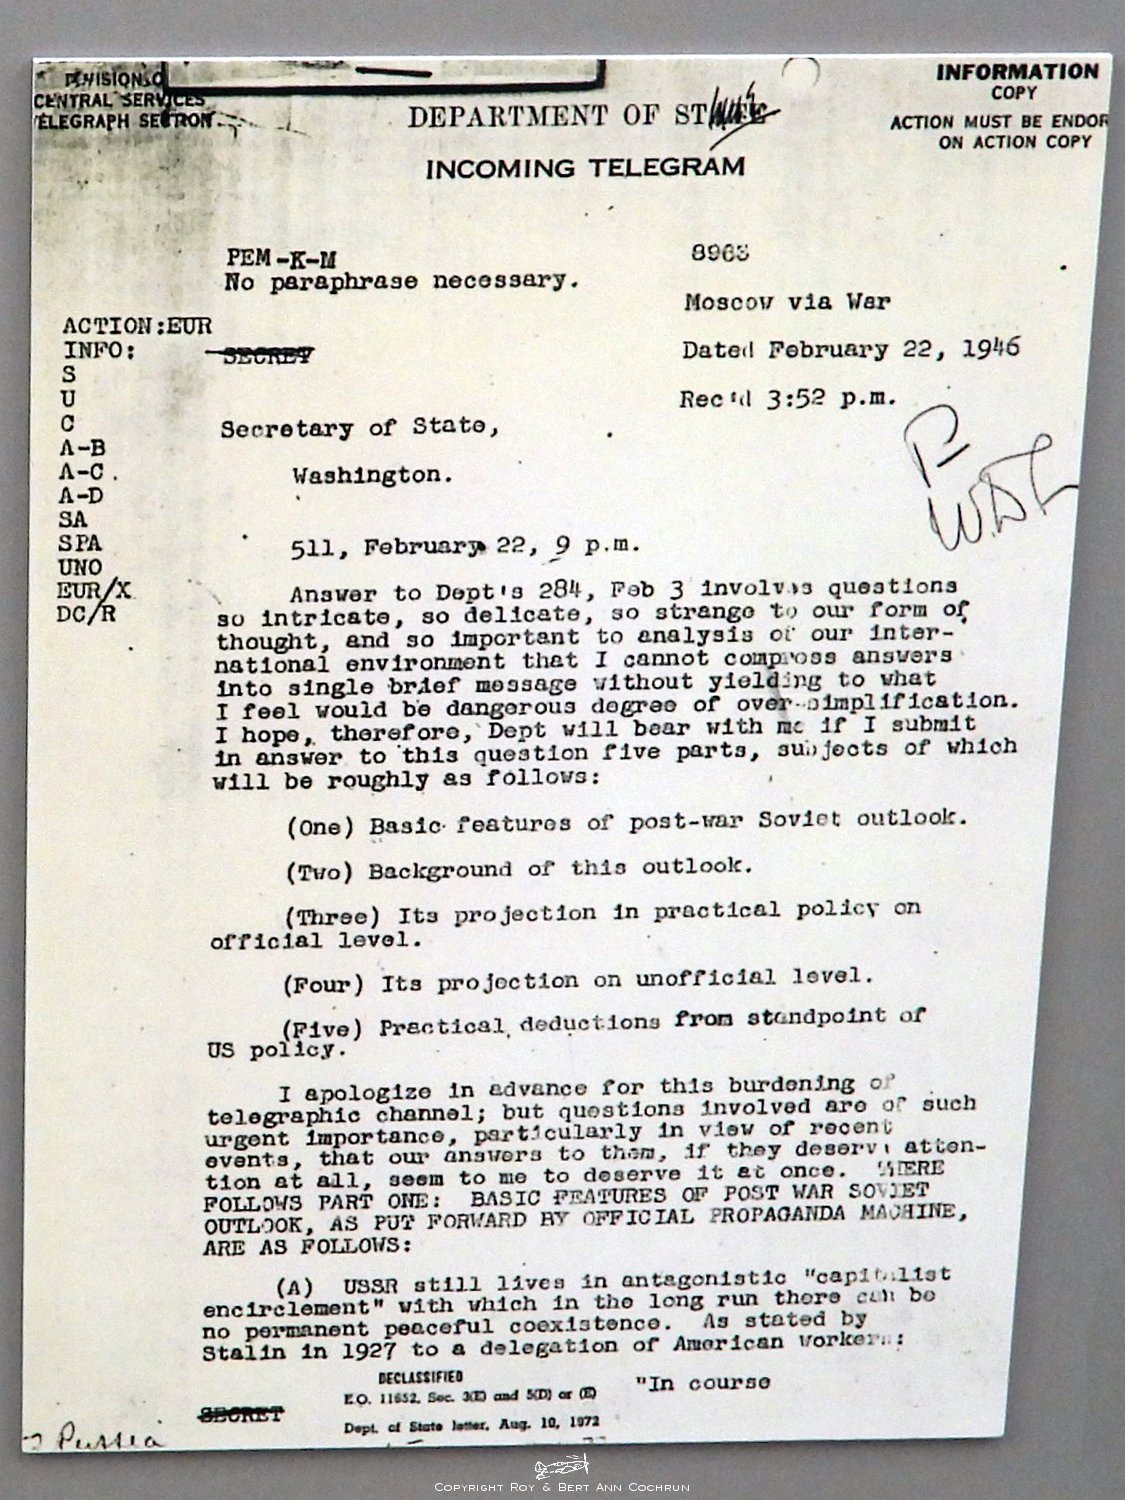 DIVISION O
CENTRAL SERVICES
TELEGRAPH SECTION
DEPARTMENT OF STATE
INCOMING TELEGRAM
INFORMATION
COPY
ACTION MUST BE ENDOR
ON ACTION COPY
PEM-K-M
No paraphrase necessary.
8963
Moscow via War
Dated February 22, 1946
Rec'd 3:52 p.m.
ACTION:EUR
INFO:
S
U
C
A-B
A-C.
A-D
SA
SPA
UNO
EUR/X
DC/R
SECRET
Secretary of State,
Washington.
511, February 22, 9 p.m.
Answer to Dept's 284, Feb 3 involves questions
so intricate, so delicate, so strange to our form of
thought, and so important to analysis of our inter-
national environment that I cannot compress answers
into single brief message without yielding to what
I feel would be dangerous degree of over-simplification.
I hope, therefore, Dept will bear with me if I submit
in answer to this question five parts, subjects of which
will be roughly as follows:
(One) Basic features of post-war Soviet outlook.
(Two) Background of this outlook.
(Three) Its projection in practical policy on
official level.
(Four) Its projection on unofficial level.
(Five) Practical deductions from standpoint of
US policy.
I apologize in advance for this burdening of
telegraphic channel; but questions involved are of such
urgent importance, particularly in view of recent
events, that our answers to them, if they deserve atten-
tion at all, seem to me to deserve it at once. HERE
FOLLOWS PART ONE: BASIC FEATURES OF POST WAR SOVIET
OUTLOOK, AS PUT FORWARD BY OFFICIAL PROPAGANDA MACHINE,
ARE AS FOLLOWS:
(A) USSR still lives in antagonistic "capitalist
encirclement" with which in the long run there can be
no permanent peaceful coexistence. As stated by
Stalin in 1927 to a delegation of American workers:
"In course
DECLASSIFIED
E.O. 11652, Sec. 3(E) and 5(D) or (E)
Dept. of State letter, Aug. 10, 1972
SECRET
Russia
COPYRIGHT ROY & BERT ANN COCHRUN